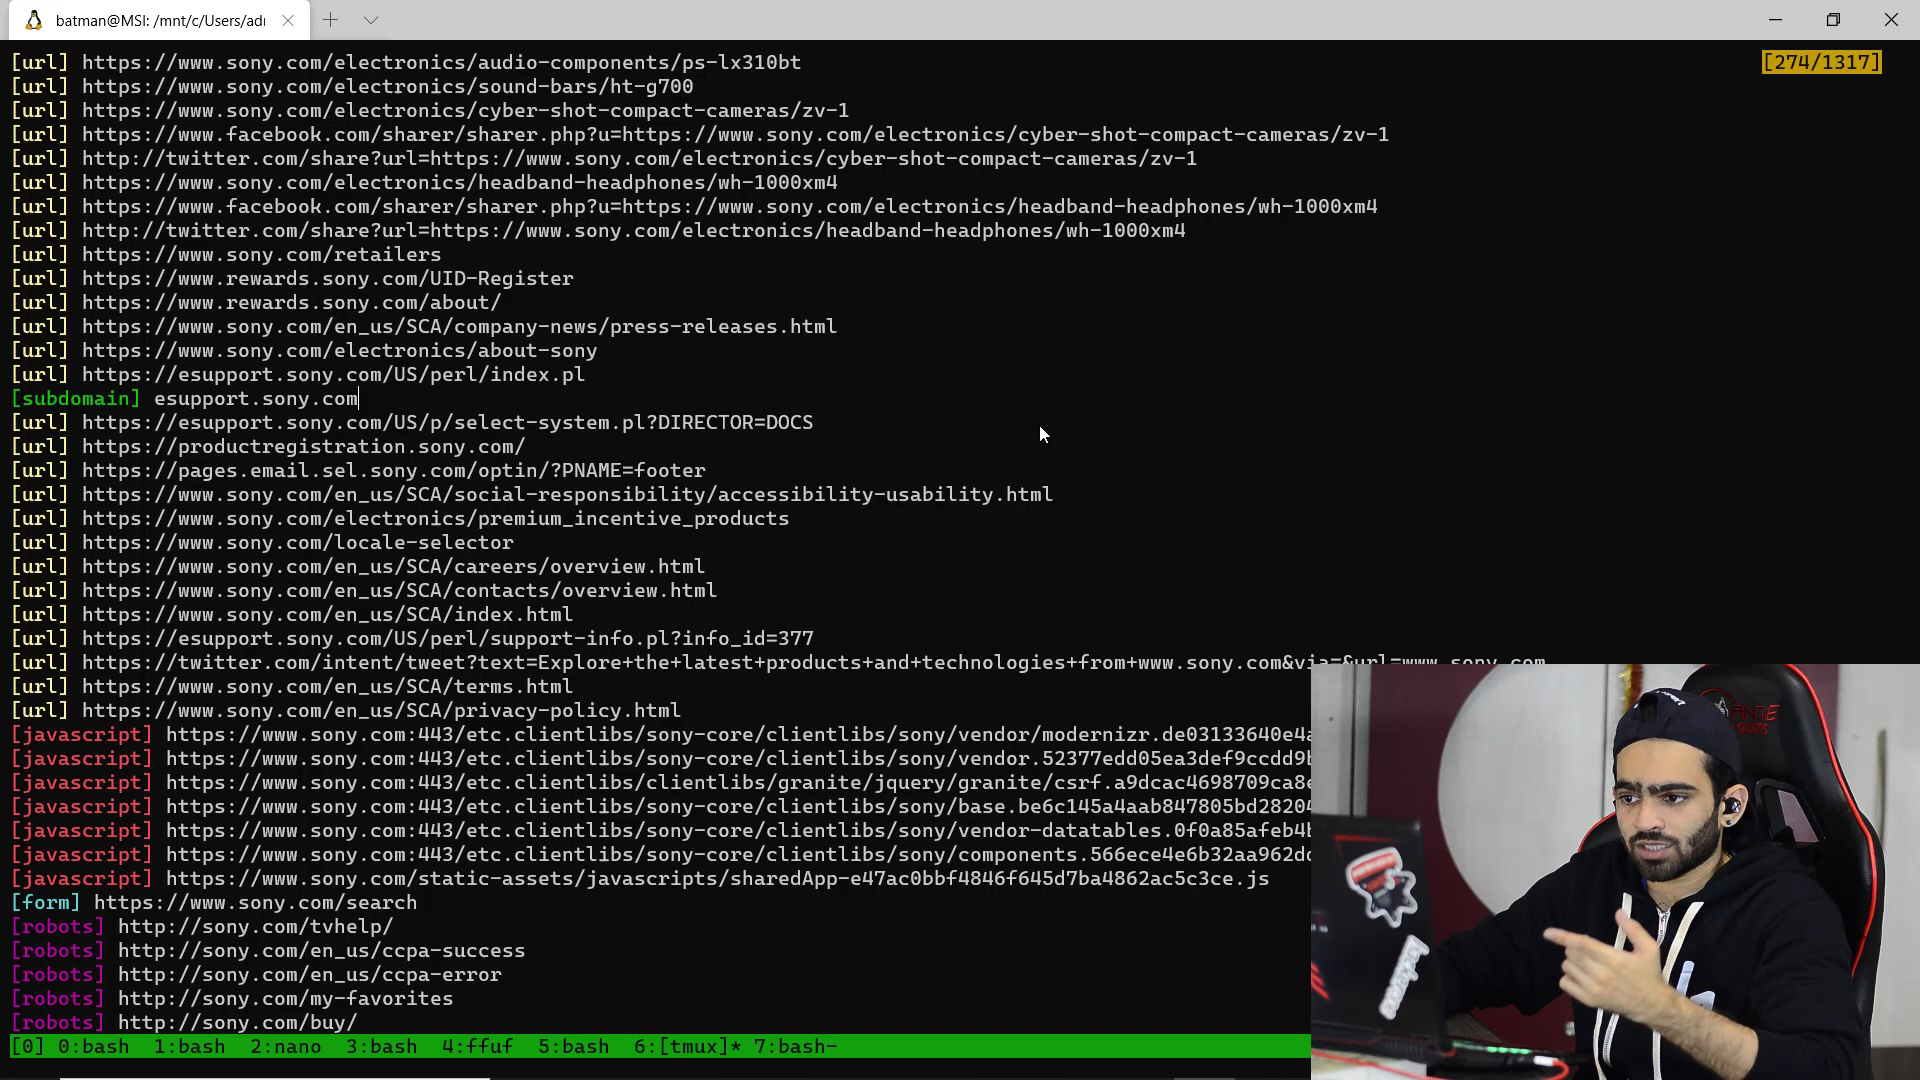 batman@MSI: /mnt/c/Users/adı
[url] https://www.sony.com/electronics/audio-components/ps-lx310bt
[274/1317]
[url] https://www.sony.com/electronics/sound-bars/ht-g700
[url] https://www.sony.com/electronics/cyber-shot-compact-cameras/zv-1
[url] https://www.facebook.com/sharer/sharer.php?u=https://www.sony.com/electronics/cyber-shot-compact-cameras/zv-1
[url] http://twitter.com/share?url=https://www.sony.com/electronics/cyber-shot-compact-cameras/zv-1
[url] https://www.sony.com/electronics/headband-headphones/wh-1000xm4
[url] https://www.facebook.com/sharer/sharer.php?u=https://www.sony.com/electronics/headband-headphones/wh-1000xm4
[url] http://twitter.com/share?url=https://www.sony.com/electronics/headband-headphones/wh-1000xm4
[url] https://www.sony.com/retailers
[url] https://www.rewards.sony.com/UID-Register
[url] https://www.rewards.sony.com/about/
[url] https://www.sony.com/en_us/SCA/company-news/press-releases.html
[url] https://www.sony.com/electronics/about-sony
[url] https://esupport.sony.com/US/perl/index.pl
[subdomain] esupport.sony.com
[url] https://esupport.sony.com/US/p/select-system.pl?DIRECTOR=DOCS
[url] https://productregistration.sony.com/
[url] https://pages.email.sel.sony.com/optin/?PNAME=footer
[url] https://www.sony.com/en_us/SCA/social-responsibility/accessibility-usability.html
[url] https://www.sony.com/electronics/premium_incentive_products
[url] https://www.sony.com/locale-selector
[url] https://www.sony.com/en_us/SCA/careers/overview.html
[url] https://www.sony.com/en_us/SCA/contacts/overview.html
[url] https://www.sony.com/en_us/SCA/index.html
[url] https://esupport.sony.com/US/perl/support-info.pl?info_id=377
[url] https://twitter.com/intent/tweet?text=Explore+the+latest+products+and+technologies+from+www.sony.com&via=&url=www.sony.com
[url] https://www.sony.com/en_us/SCA/terms.html
[url] https://www.sony.com/en_us/SCA/privacy-policy.html
[javascript] https://www.sony.com:443/etc.clientlibs/sony-core/clientlibs/sony/vendor/modernizr.de03133640e4a
[javascript] https://www.sony.com:443/etc.clientlibs/sony-core/clientlibs/sony/vendor.52377edd05ea3def9ccdd9b
[javascript] https://www.sony.com:443/etc.clientlibs/clientlibs/granite/jquery/granite/csrf.a9dcac4698709ca8e
[javascript] https://www.sony.com:443/etc.clientlibs/sony-core/clientlibs/sony/base.be6c145a4aab847805bd28204
[javascript] https://www.sony.com:443/etc.clientlibs/sony-core/clientlibs/sony/vendor-datatables.0f0a85afeb4b
[javascript] https://www.sony.com:443/etc.clientlibs/sony-core/clientlibs/sony/components.566ece4e6b32aa962dd
[javascript] https://www.sony.com/static-assets/javascripts/sharedApp-e47ac0bbf4846f645d7ba4862ac5c3ce.js
[form] https://www.sony.com/search
[robots] http://sony.com/tvhelp/
[robots] http://sony.com/en_us/ccpa-success
[robots] http://sony.com/en_us/ccpa-error
[robots] http://sony.com/my-favorites
[robots] http://sony.com/buy/
[0] 0:bash 1:bash 2:nano 3:bash 4:ffuf 5:bash 6:[tmux]* 7:bash-